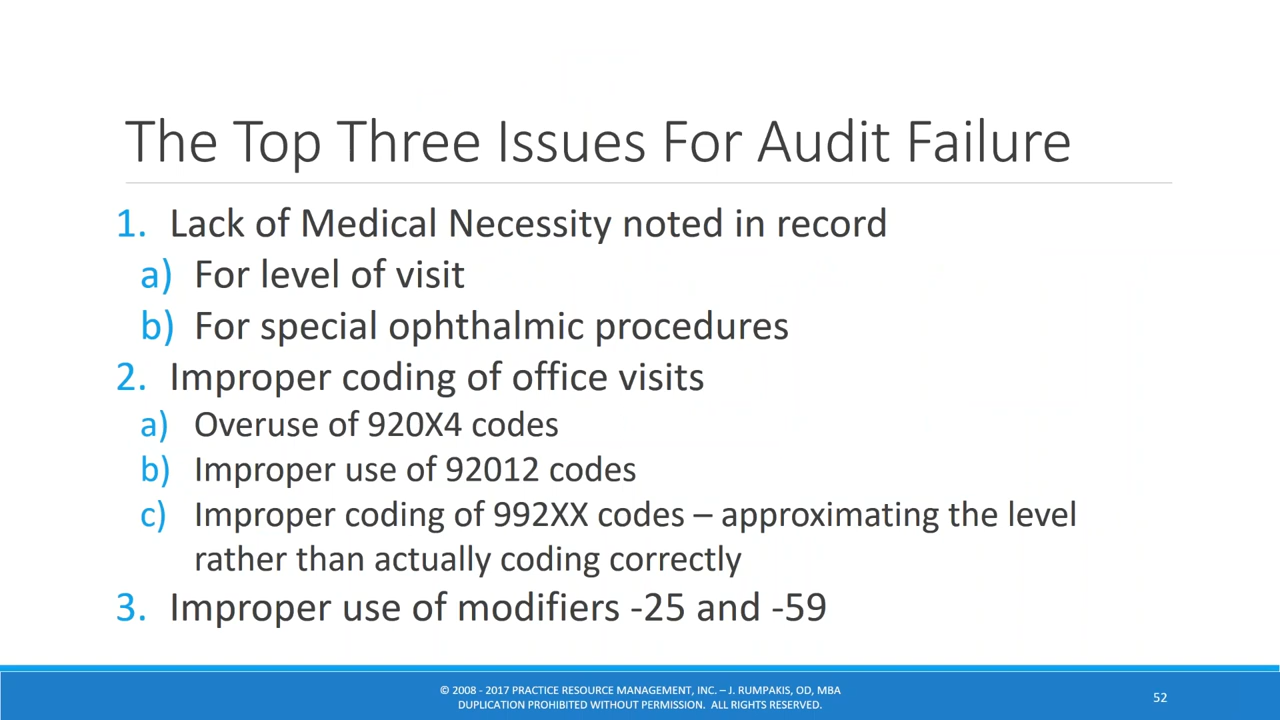 The Top Three Issues For Audit Failure
1. Lack of Medical Necessity noted in record
a) For level of visit
b) For special ophthalmic procedures
2. Improper coding of office visits
a) Overuse of 920X4 codes
b) Improper use of 92012 codes
c) Improper coding of 992XX codes – approximating the level
rather than actually coding correctly
3. Improper use of modifiers -25 and -59
© 2008 - 2017 PRACTICE RESOURCE MANAGEMENT, INC. – J. RUMPAKIS, OD, MBA
DUPLICATION PROHIBITED WITHOUT PERMISSION. ALL RIGHTS RESERVED.
52